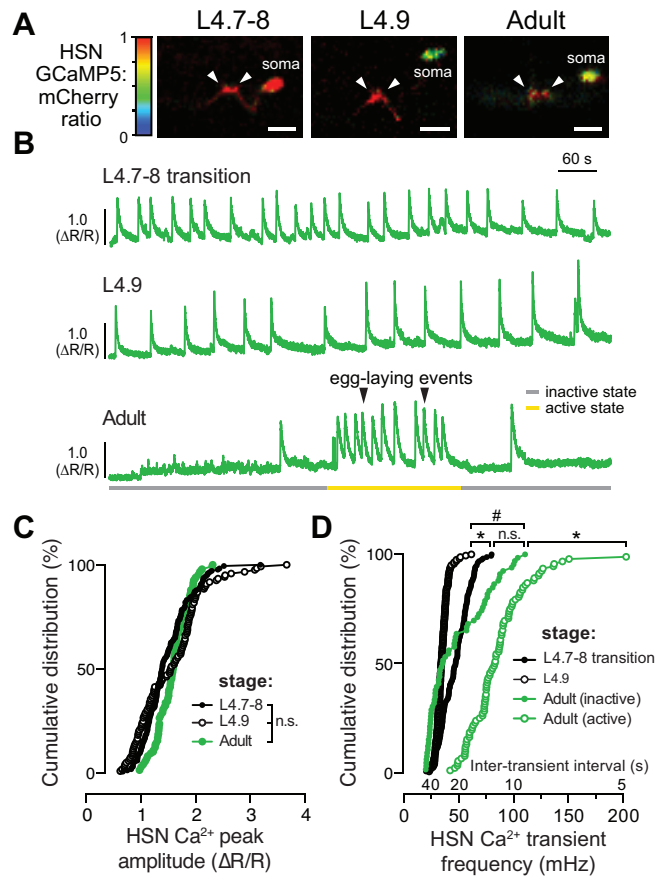 A
L4.7-8
L4.9
Adult
HSN
GCaMP5:
mCherry
ratio
1
0
soma
soma
soma
B
L4.7-8 transition
60 s
1.0
(ΔR/R)
L4.9
1.0
(ΔR/R)
egg-laying events
inactive state
active state
Adult
1.0
(ΔR/R)
C
Cumulative distribution (%)
100
50
0
stage:
L4.7-8
L4.9
Adult
n.s.
0 1 2 3 4
HSN Ca²⁺ peak
amplitude (ΔR/R)
D
#
* n.s. *
Cumulative distribution (%)
100
50
0
stage:
L4.7-8 transition
L4.9
Adult (inactive)
Adult (active)
Inter-transient interval (s)
40 20 10 5
0 50 100 150 200
HSN Ca²⁺ transient
frequency (mHz)